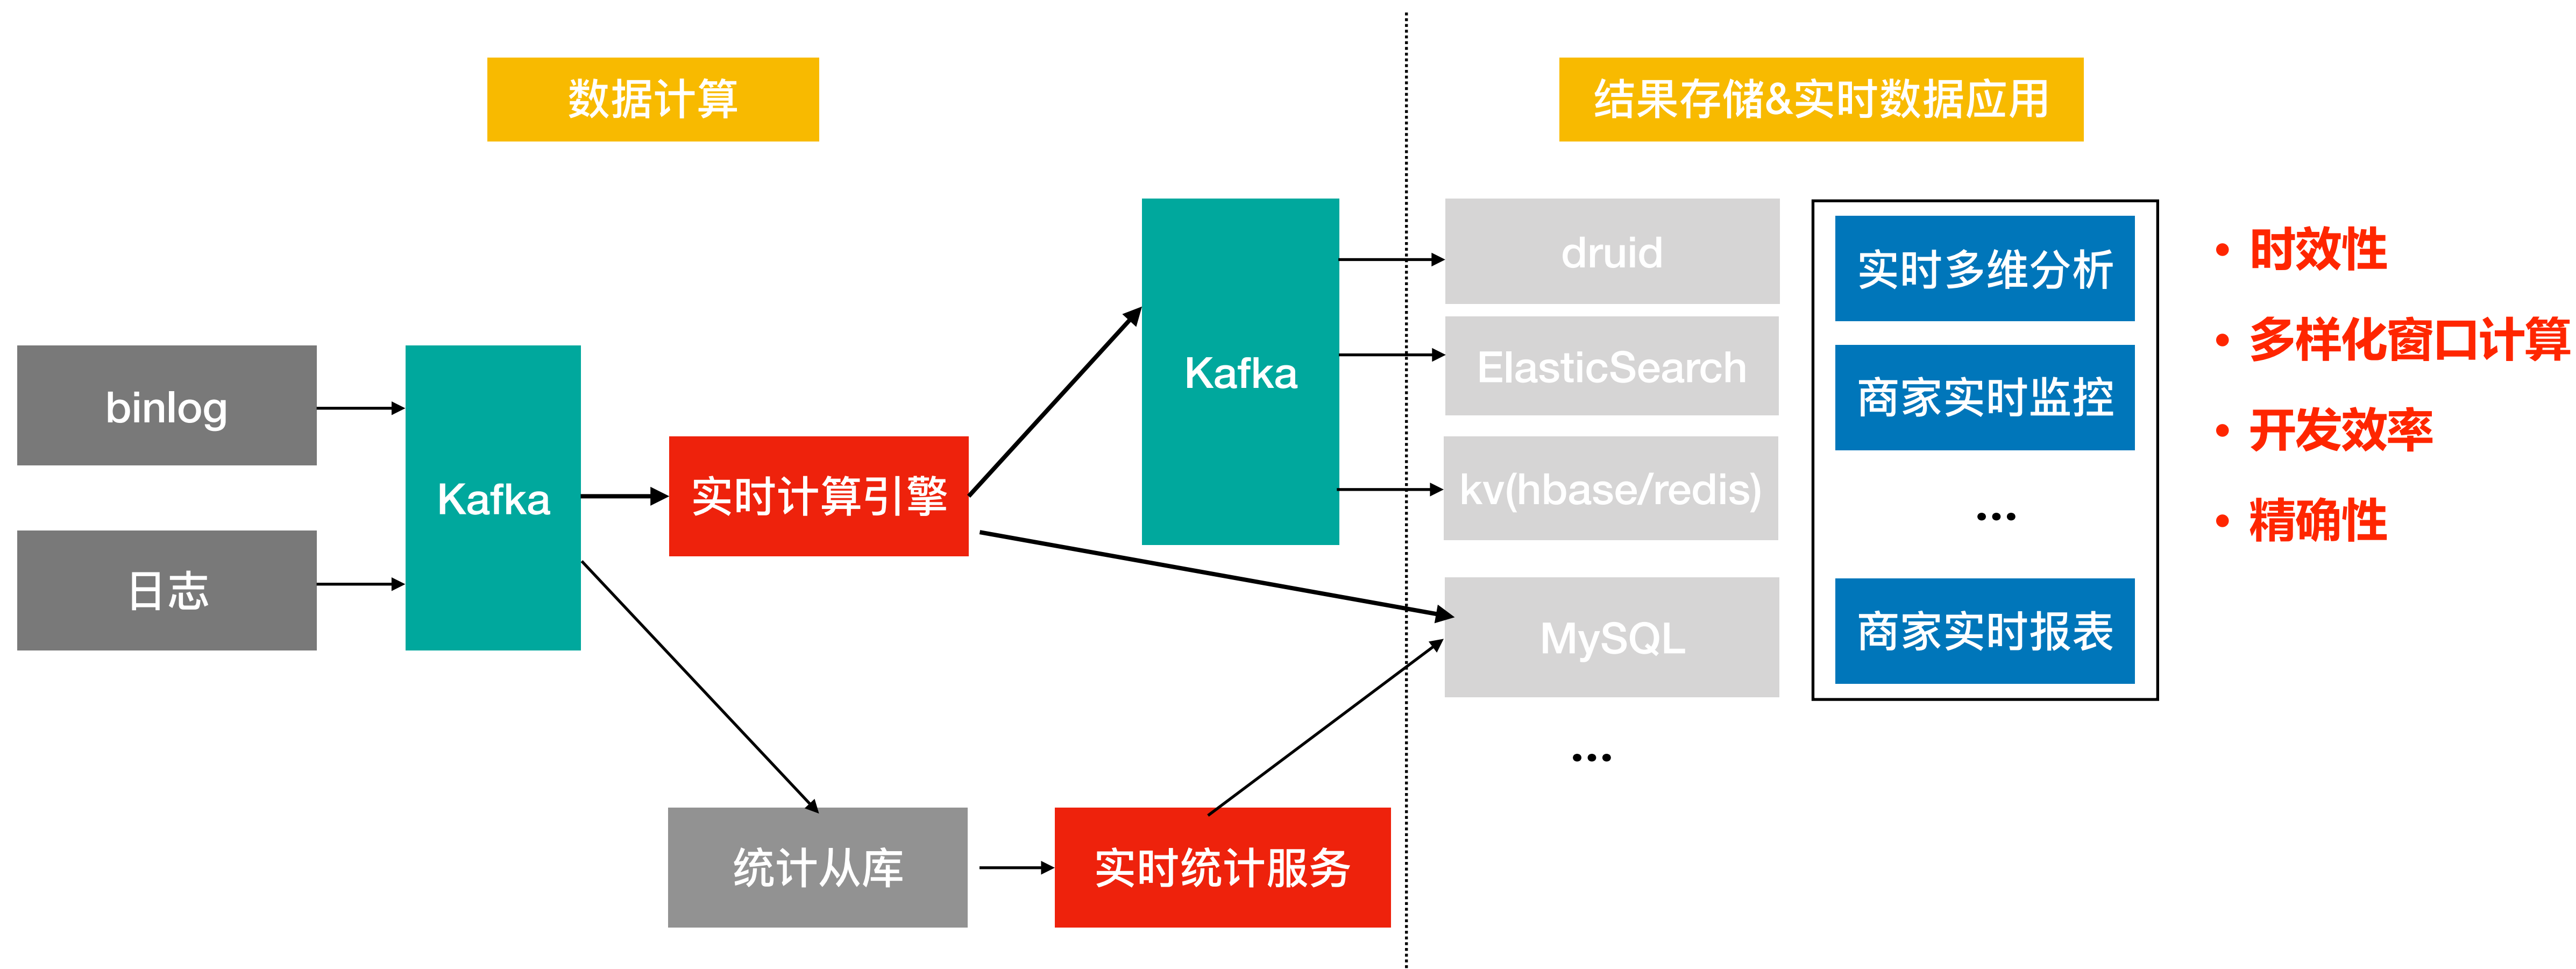 数据计算
结果存储&实时数据应用
binlog
日志
Kafka
实时计算引擎
Kafka
统计从库
实时统计服务
druid
ElasticSearch
kv(hbase/redis)
MySQL
...
实时多维分析
商家实时监控
...
商家实时报表
• 时效性
• 多样化窗口计算
• 开发效率
• 精确性